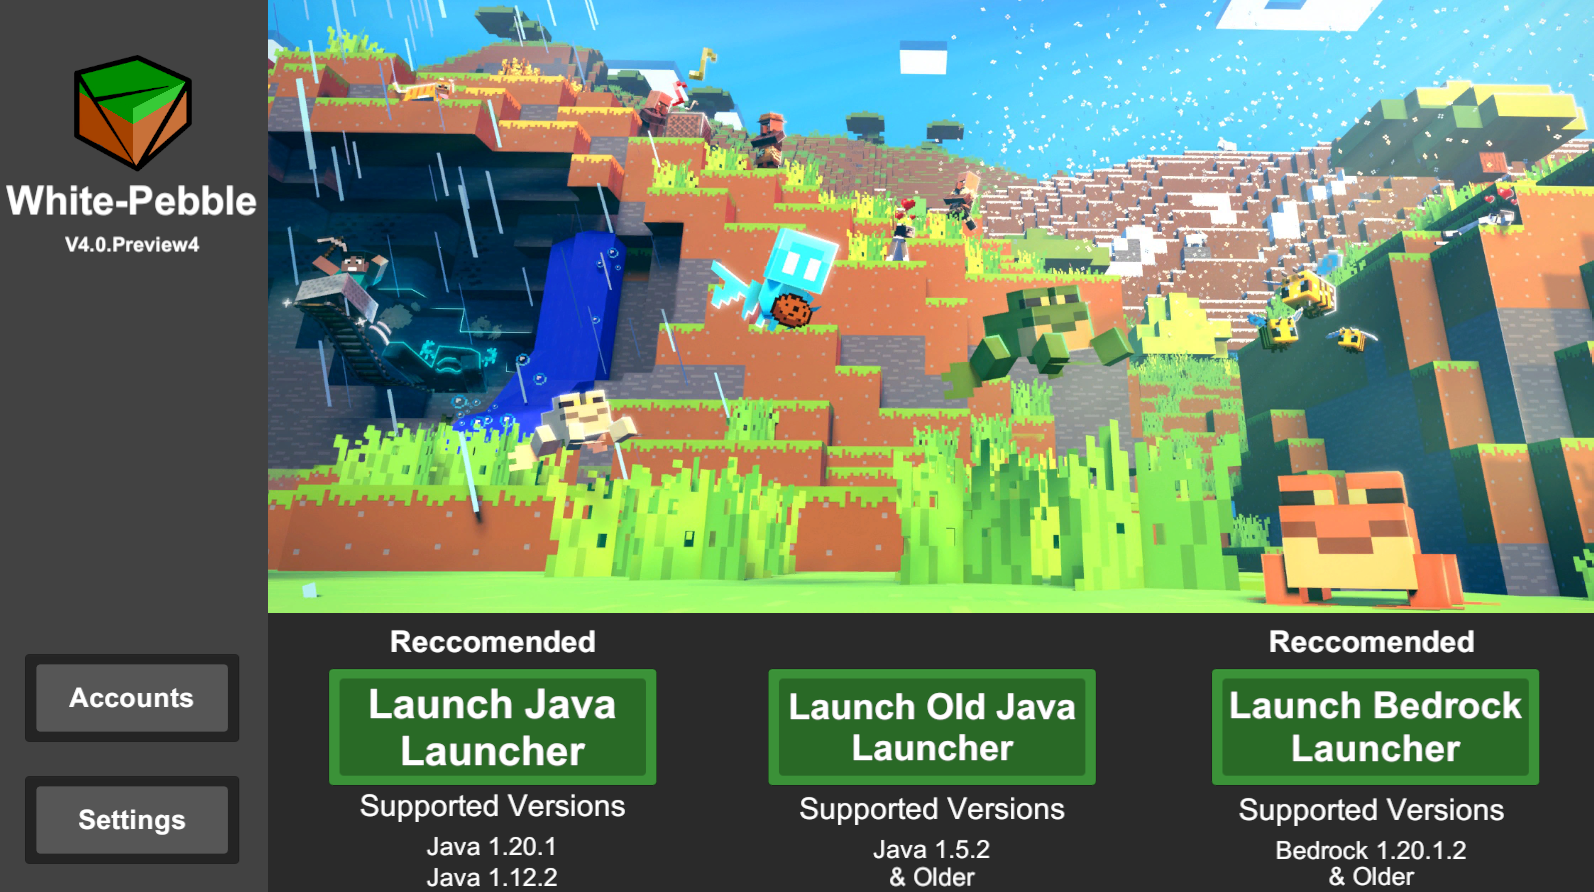 White-Pebble
V4.0.Preview4
Accounts
Settings
Reccomended
Launch Java
Launcher
Supported Versions
Java 1.20.1
Java 1.12.2
Launch Old Java
Launcher
Supported Versions
Java 1.5.2
& Older
Reccomended
Launch Bedrock
Launcher
Supported Versions
Bedrock 1.20.1.2
& Older